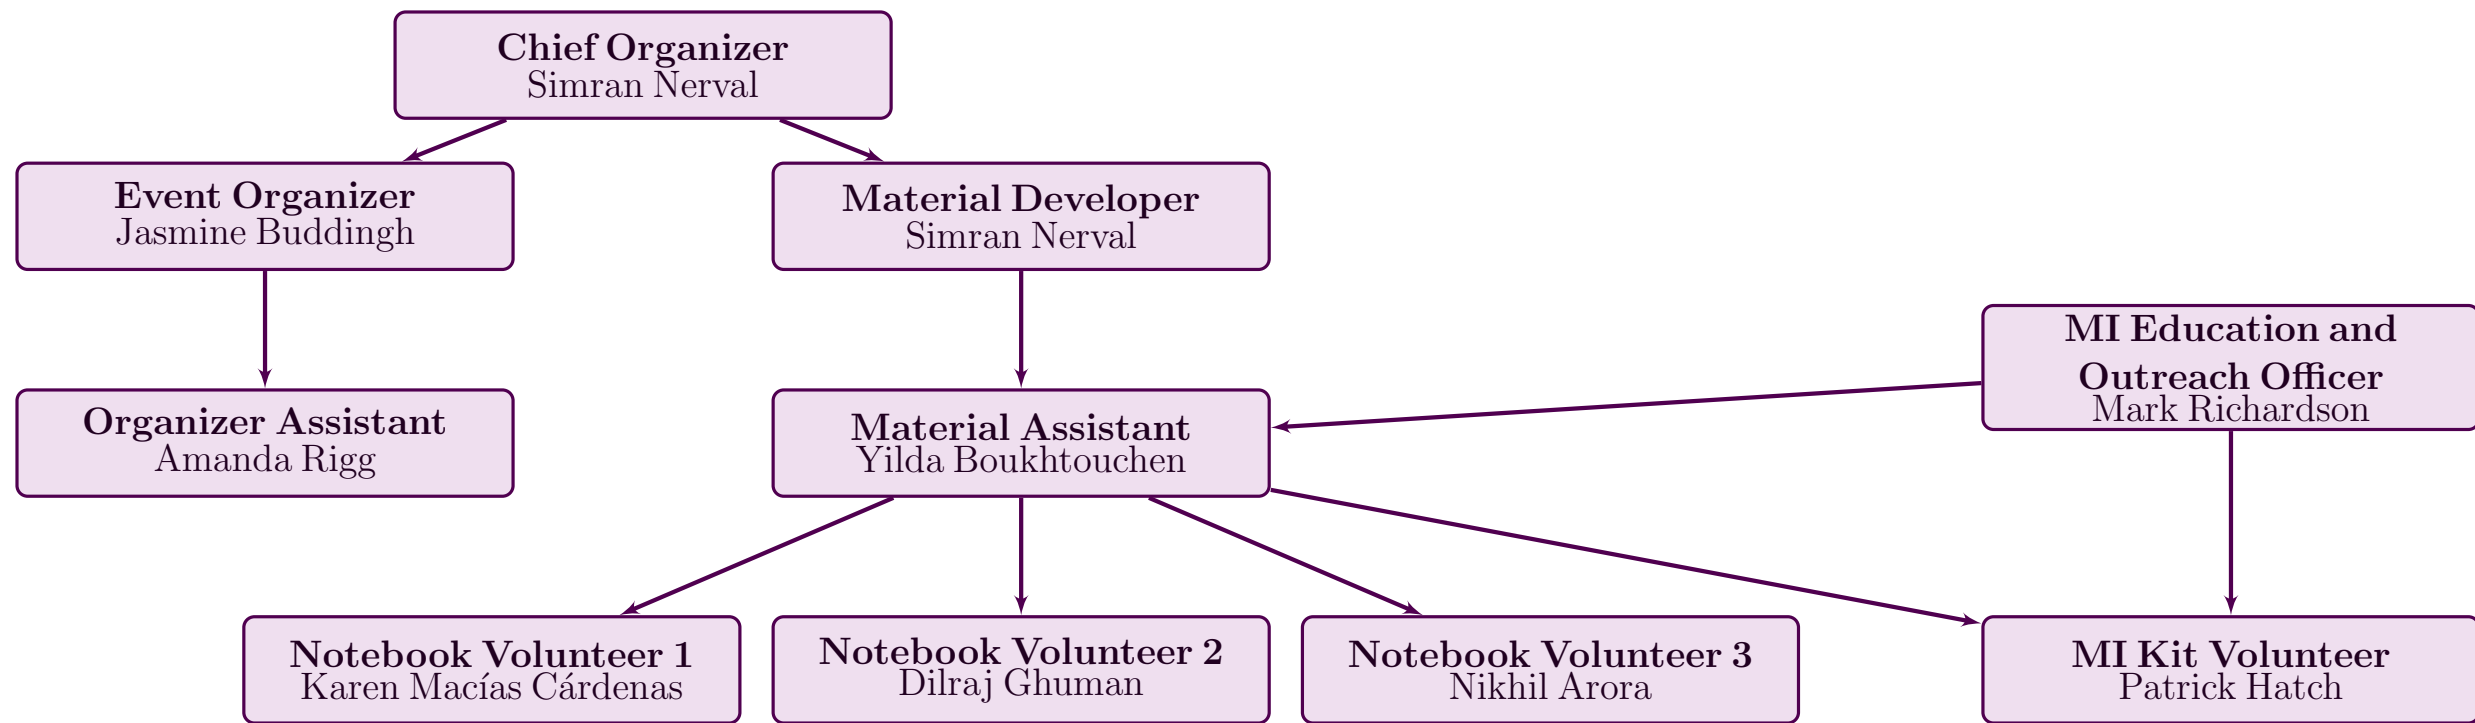 Chief Organizer
Simran Nerval
Event Organizer
Jasmine Buddingh
Material Developer
Simran Nerval
MI Education and
Outreach Officer
Mark Richardson
Organizer Assistant
Amanda Rigg
Material Assistant
Yilda Boukhtouchen
Notebook Volunteer 1
Karen Macías Cárdenas
Notebook Volunteer 2
Dilraj Ghuman
Notebook Volunteer 3
Nikhil Arora
MI Kit Volunteer
Patrick Hatch